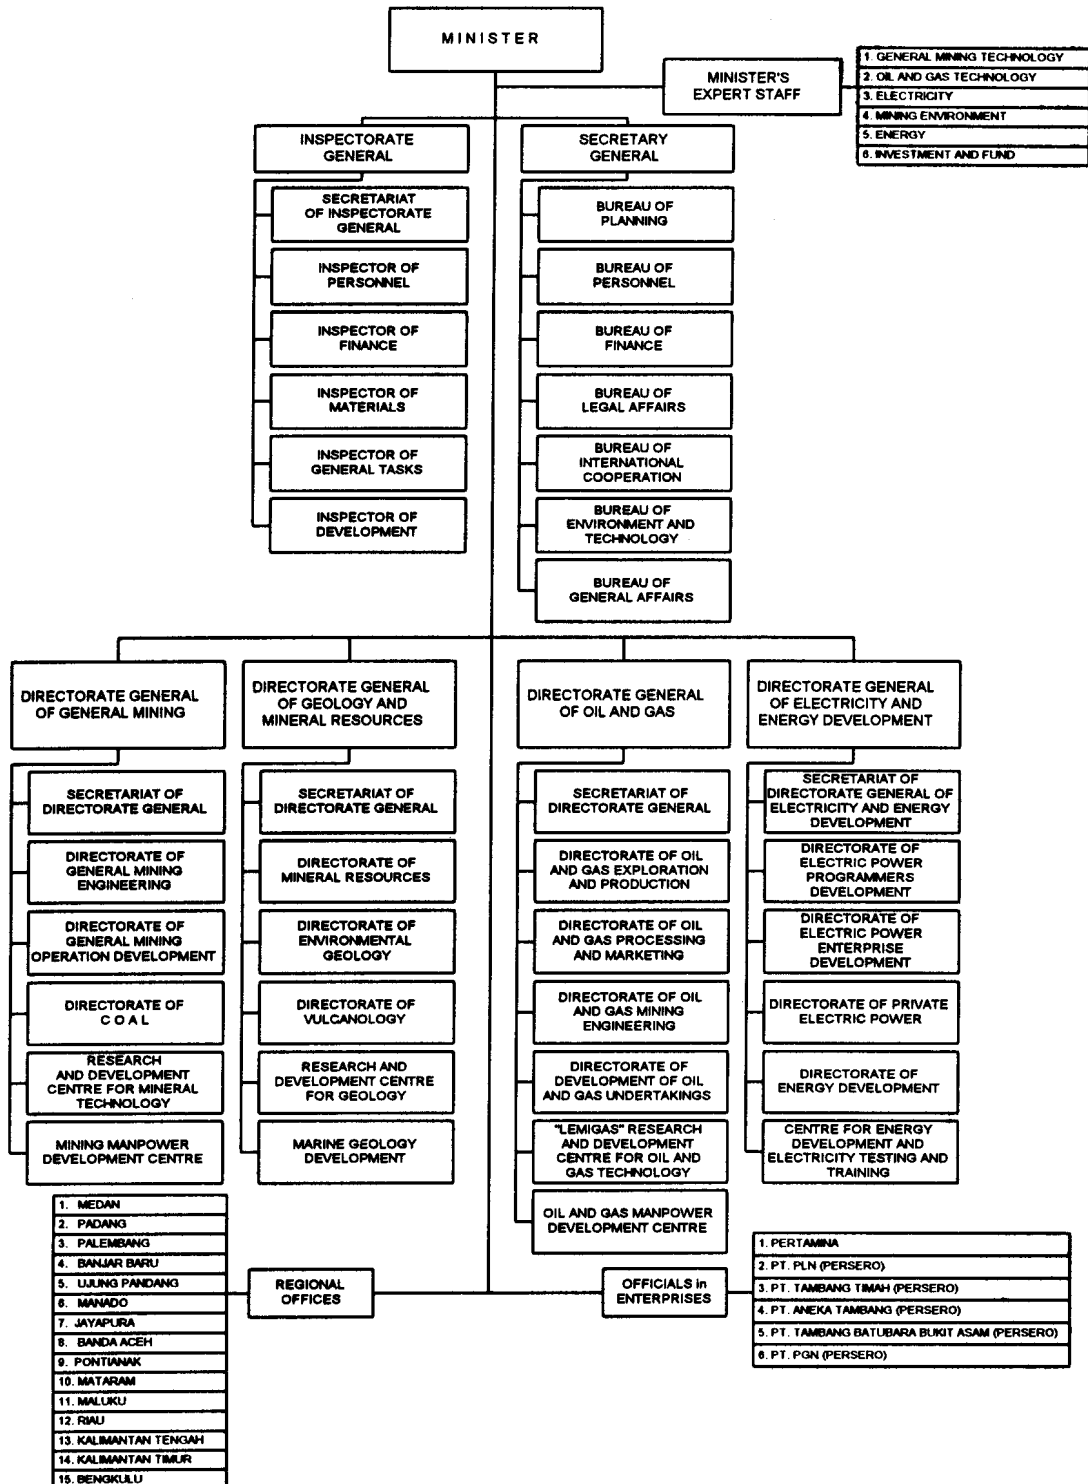 MINISTER
MINISTER'S
EXPERT STAFF
1. GENERAL MINING TECHNOLOGY
2. OIL AND GAS TECHNOLOGY
3. ELECTRICITY
4. MINING ENVIRONMENT
5. ENERGY
6. INVESTMENT AND FUND
INSPECTORATE
GENERAL
SECRETARIAT
OF INSPECTORATE
GENERAL
INSPECTOR OF
PERSONNEL
INSPECTOR OF
FINANCE
INSPECTOR OF
MATERIALS
INSPECTOR OF
GENERAL TASKS
INSPECTOR OF
DEVELOPMENT
SECRETARY
GENERAL
BUREAU OF
PLANNING
BUREAU OF
PERSONNEL
BUREAU OF
FINANCE
BUREAU OF
LEGAL AFFAIRS
BUREAU OF
INTERNATIONAL
COOPERATION
BUREAU OF
ENVIRONMENT AND
TECHNOLOGY
BUREAU OF
GENERAL AFFAIRS
DIRECTORATE GENERAL
OF GENERAL MINING
SECRETARIAT OF
DIRECTORATE GENERAL
DIRECTORATE OF
GENERAL MINING
ENGINEERING
DIRECTORATE OF
GENERAL MINING
OPERATION DEVELOPMENT
DIRECTORATE OF
C O A L
RESEARCH
AND DEVELOPMENT
CENTRE FOR MINERAL
TECHNOLOGY
MINING MANPOWER
DEVELOPMENT CENTRE
DIRECTORATE GENERAL
OF GEOLOGY AND
MINERAL RESOURCES
SECRETARIAT OF
DIRECTORATE GENERAL
DIRECTORATE OF
MINERAL RESOURCES
DIRECTORATE OF
ENVIRONMENTAL
GEOLOGY
DIRECTORATE OF
VULCANOLOGY
RESEARCH AND
DEVELOPMENT CENTRE
FOR GEOLOGY
MARINE GEOLOGY
DEVELOPMENT
DIRECTORATE GENERAL
OF OIL AND GAS
SECRETARIAT OF
DIRECTORATE GENERAL
DIRECTORATE OF OIL
AND GAS EXPLORATION
AND PRODUCTION
DIRECTORATE OF OIL
AND GAS PROCESSING
AND MARKETING
DIRECTORATE OF OIL
AND GAS MINING
ENGINEERING
DIRECTORATE OF
DEVELOPMENT OF OIL
AND GAS UNDERTAKINGS
"LEMIGAS" RESEARCH
AND DEVELOPMENT
CENTRE FOR OIL AND
GAS TECHNOLOGY
OIL AND GAS MANPOWER
DEVELOPMENT CENTRE
DIRECTORATE GENERAL
OF ELECTRICITY AND
ENERGY DEVELOPMENT
SECRETARIAT OF
DIRECTORATE GENERAL OF
ELECTRICITY AND ENERGY
DEVELOPMENT
DIRECTORATE OF
ELECTRIC POWER
PROGRAMMERS
DEVELOPMENT
DIRECTORATE OF
ELECTRIC POWER
ENTERPRISE
DEVELOPMENT
DIRECTORATE OF PRIVATE
ELECTRIC POWER
DIRECTORATE OF
ENERGY DEVELOPMENT
CENTRE FOR ENERGY
DEVELOPMENT AND
ELECTRICITY TESTING AND
TRAINING
1. MEDAN
2. PADANG
3. PALEMBANG
4. BANJAR BARU
5. UJUNG PANDANG
6. MANADO
7. JAYAPURA
8. BANDA ACEH
9. PONTIANAK
10. MATARAM
11. MALUKU
12. RIAU
13. KALIMANTAN TENGAH
14. KALIMANTAN TIMUR
15. BENGKULU
REGIONAL
OFFICES
OFFICIALS in
ENTERPRISES
1. PERTAMINA
2. PT. PLN (PERSERO)
3. PT. TAMBANG TIMAH (PERSERO)
4. PT. ANEKA TAMBANG (PERSERO)
5. PT. TAMBANG BATUBARA BUKIT ASAM (PERSERO)
6. PT. PGN (PERSERO)